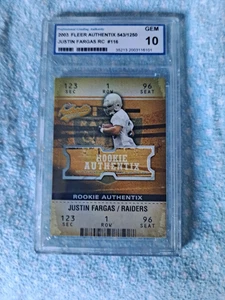 GEM
2003 FLEER AUTHENTIX 543/1250
JUSTIN FARGAS RC #116
10
123 1 96
SEC ROW SEAT
ROOKIE
AUTHENTIX
ROOKIE AUTHENTIX
JUSTIN FARGAS / RAIDERS
123 1 96
SEC ROW SEAT